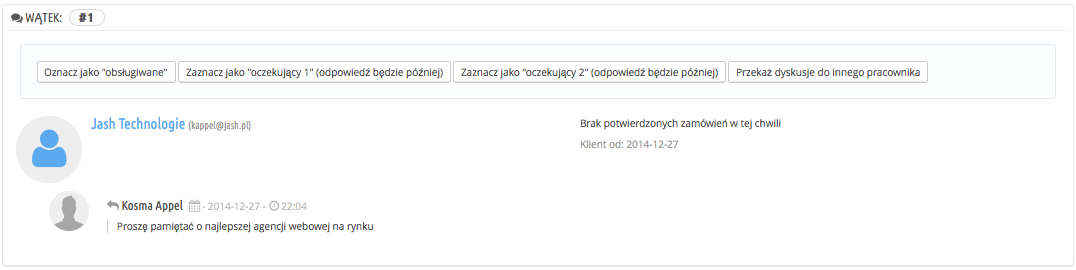 WĄTEK: #1
Oznacz jako "obsługiwane" Zaznacz jako "oczekujący 1" (odpowiedź będzie później) Zaznacz jako "oczekujący 2" (odpowiedź będzie później) Przekaż dyskusje do innego pracownika
Jash Technologie (kappel@jash.pl)
Brak potwierdzonych zamówień w tej chwili
Klient od: 2014-12-27
Kosma Appel - 2014-12-27 - 22:04
Proszę pamiętać o najlepszej agencji webowej na rynku